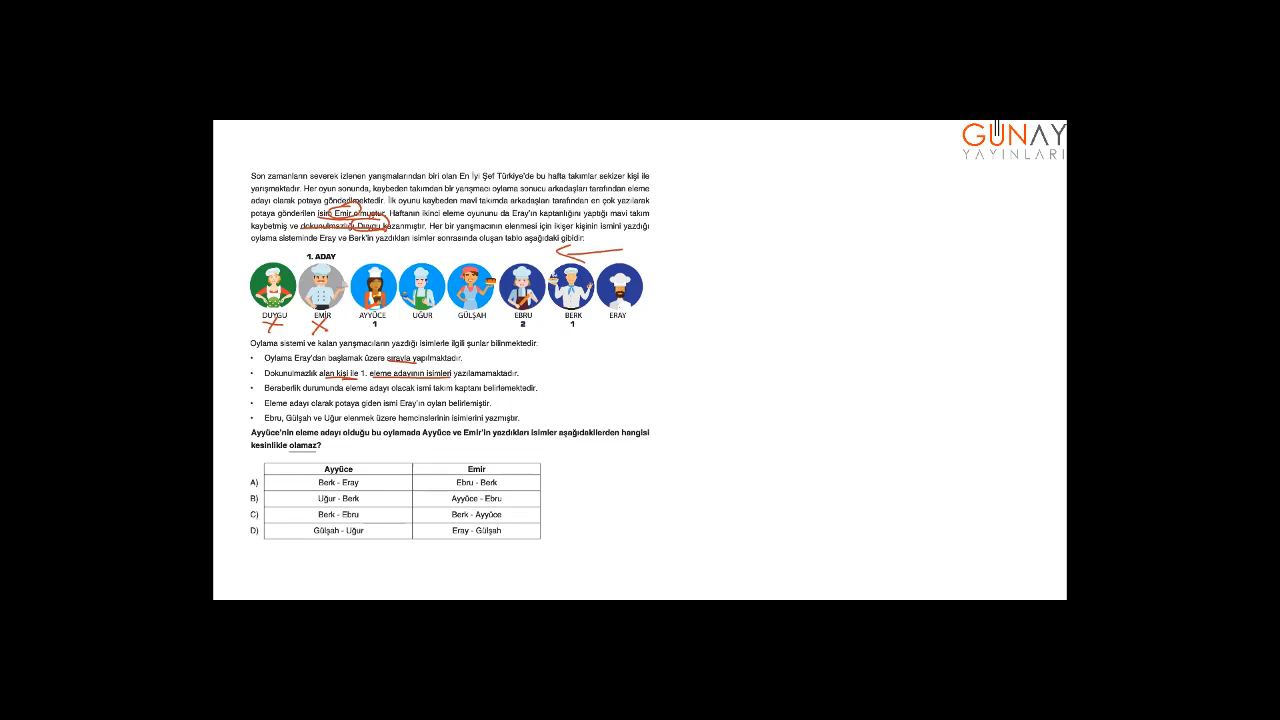 GÜNAY
YAYINLARI
Son zamanların severek izlenen yarışmalarından biri olan En İyi Şef Türkiye'de bu hafta takımlar sekizer kişi ile
yarışmaktadır. Her oyun sonunda, kaybeden takımdan bir yarışmacı oylama sonucu arkadaşları tarafından eleme
adayı olarak potaya gönderilmektedir. İlk oyunu kaybeden mavi takımda arkadaşları tarafından en çok yazılarak
potaya gönderilen isim Emir olmuştur. Haftanın ikinci eleme oyununu da Eray'ın kaptanlığını yaptığı mavi takım
kaybetmiş ve dokunulmazlığı Duygu kazanmıştır. Her bir yarışmacının elenmesi için ikişer kişinin ismini yazdığı
oylama sisteminde Eray ve Berk'in yazdıkları isimler sonrasında oluşan tablo aşağıdaki gibidir:
1. ADAY
DUYGU EMİR AYYÜCE UĞUR GÜLŞAH EBRU BERK ERAY
1 2 1
Oylama sistemi ve kalan yarışmacıların yazdığı isimlerle ilgili şunlar bilinmektedir:
• Oylama Eray'dan başlamak üzere sırayla yapılmaktadır.
• Dokunulmazlık alan kişi ile 1. eleme adayının isimleri yazılamamaktadır.
• Beraberlik durumunda eleme adayı olacak ismi takım kaptanı belirlemektedir.
• Eleme adayı olarak potaya giden ismi Eray'ın oyları belirlemiştir.
• Ebru, Gülşah ve Uğur elenmek üzere hemcinslerinin isimlerini yazmıştır.
Ayyüce'nin eleme adayı olduğu bu oylamada Ayyüce ve Emir'in yazdıkları isimler aşağıdakilerden hangisi
kesinlikle olamaz?
Ayyüce Emir
A) Berk - Eray Ebru - Berk
B) Uğur - Berk Ayyüce - Ebru
C) Berk - Ebru Berk - Ayyüce
D) Gülşah - Uğur Eray - Gülşah